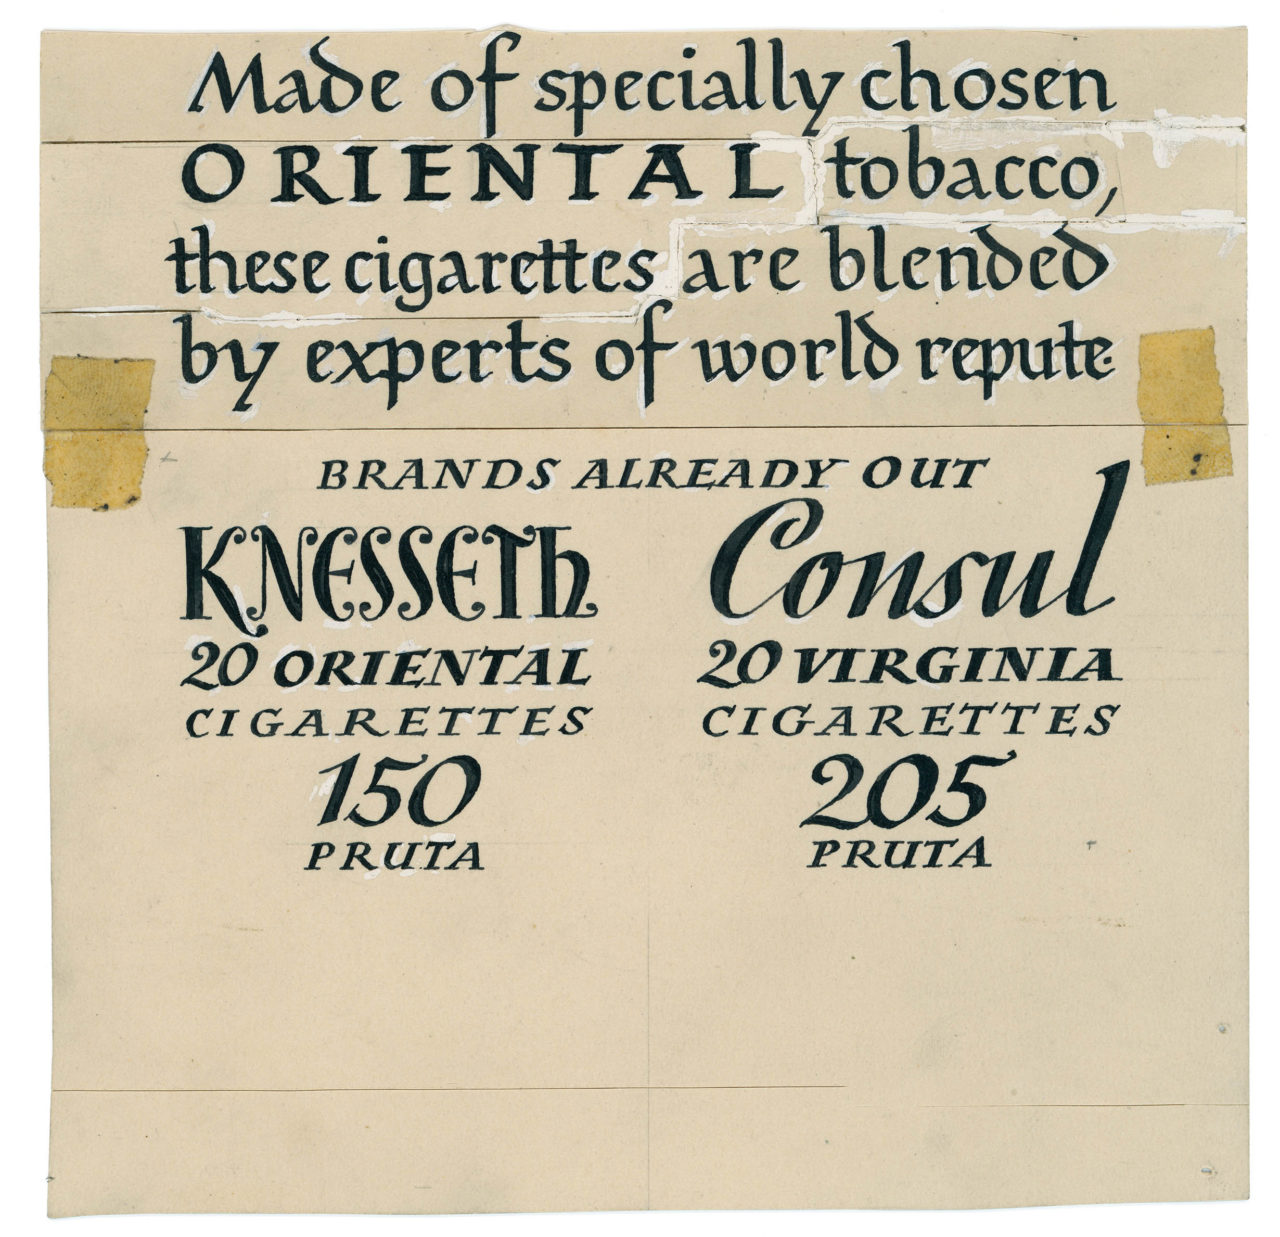 Made of specially chosen
ORIENTAL tobacco,
these cigarettes are blended
by experts of world repute.
BRANDS ALREADY OUT
KNESSETH
20 ORIENTAL
CIGARETTES
150
PRUTA
Consul
20 VIRGINIA
CIGARETTES
205
PRUTA